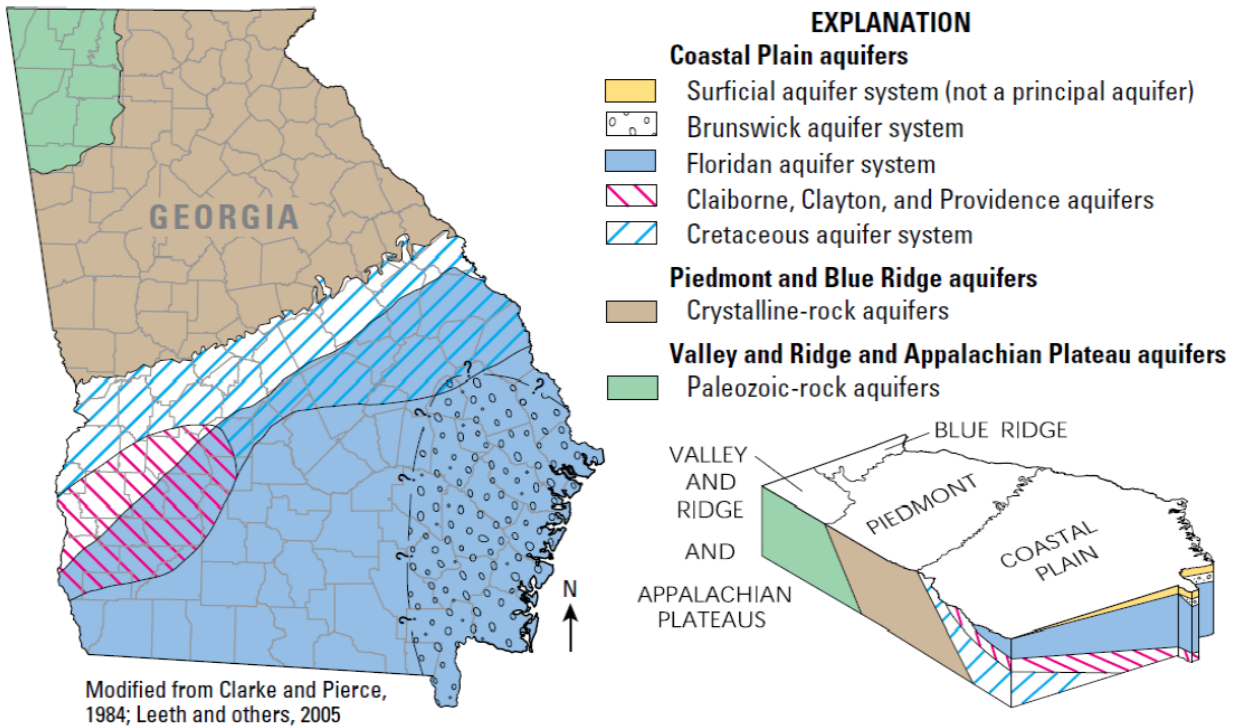 GEORGIA
?
?
?
?
?
?
N
Modified from Clarke and Pierce,
1984; Leeth and others, 2005
EXPLANATION
Coastal Plain aquifers
Surficial aquifer system (not a principal aquifer)
Brunswick aquifer system
Floridan aquifer system
Claiborne, Clayton, and Providence aquifers
Cretaceous aquifer system
Piedmont and Blue Ridge aquifers
Crystalline-rock aquifers
Valley and Ridge and Appalachian Plateau aquifers
Paleozoic-rock aquifers
BLUE RIDGE
VALLEY
AND
RIDGE
AND
APPALACHIAN
PLATEAUS
PIEDMONT
COASTAL
PLAIN